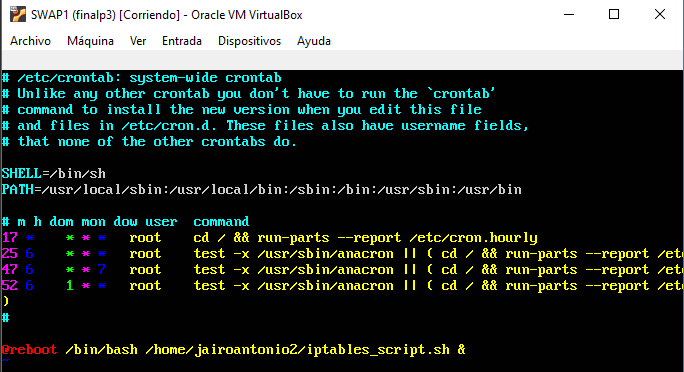 SWAP1 (finalp3) [Corriendo] - Oracle VM VirtualBox
Archivo Máquina Ver Entrada Dispositivos Ayuda
# /etc/crontab: system-wide crontab
# Unlike any other crontab you don't have to run the `crontab'
# command to install the new version when you edit this file
# and files in /etc/cron.d. These files also have username fields,
# that none of the other crontabs do.
SHELL=/bin/sh
PATH=/usr/local/sbin:/usr/local/bin:/sbin:/bin:/usr/sbin:/usr/bin
# m h dom mon dow user  command
17 *    * * *   root    cd / && run-parts --report /etc/cron.hourly
25 6    * * *   root    test -x /usr/sbin/anacron || ( cd / && run-parts --report /etc
47 6    * * 7   root    test -x /usr/sbin/anacron || ( cd / && run-parts --report /etc
52 6    1 * *   root    test -x /usr/sbin/anacron || ( cd / && run-parts --report /etc
)
#
@reboot /bin/bash /home/jairoantonio2/iptables_script.sh &
~